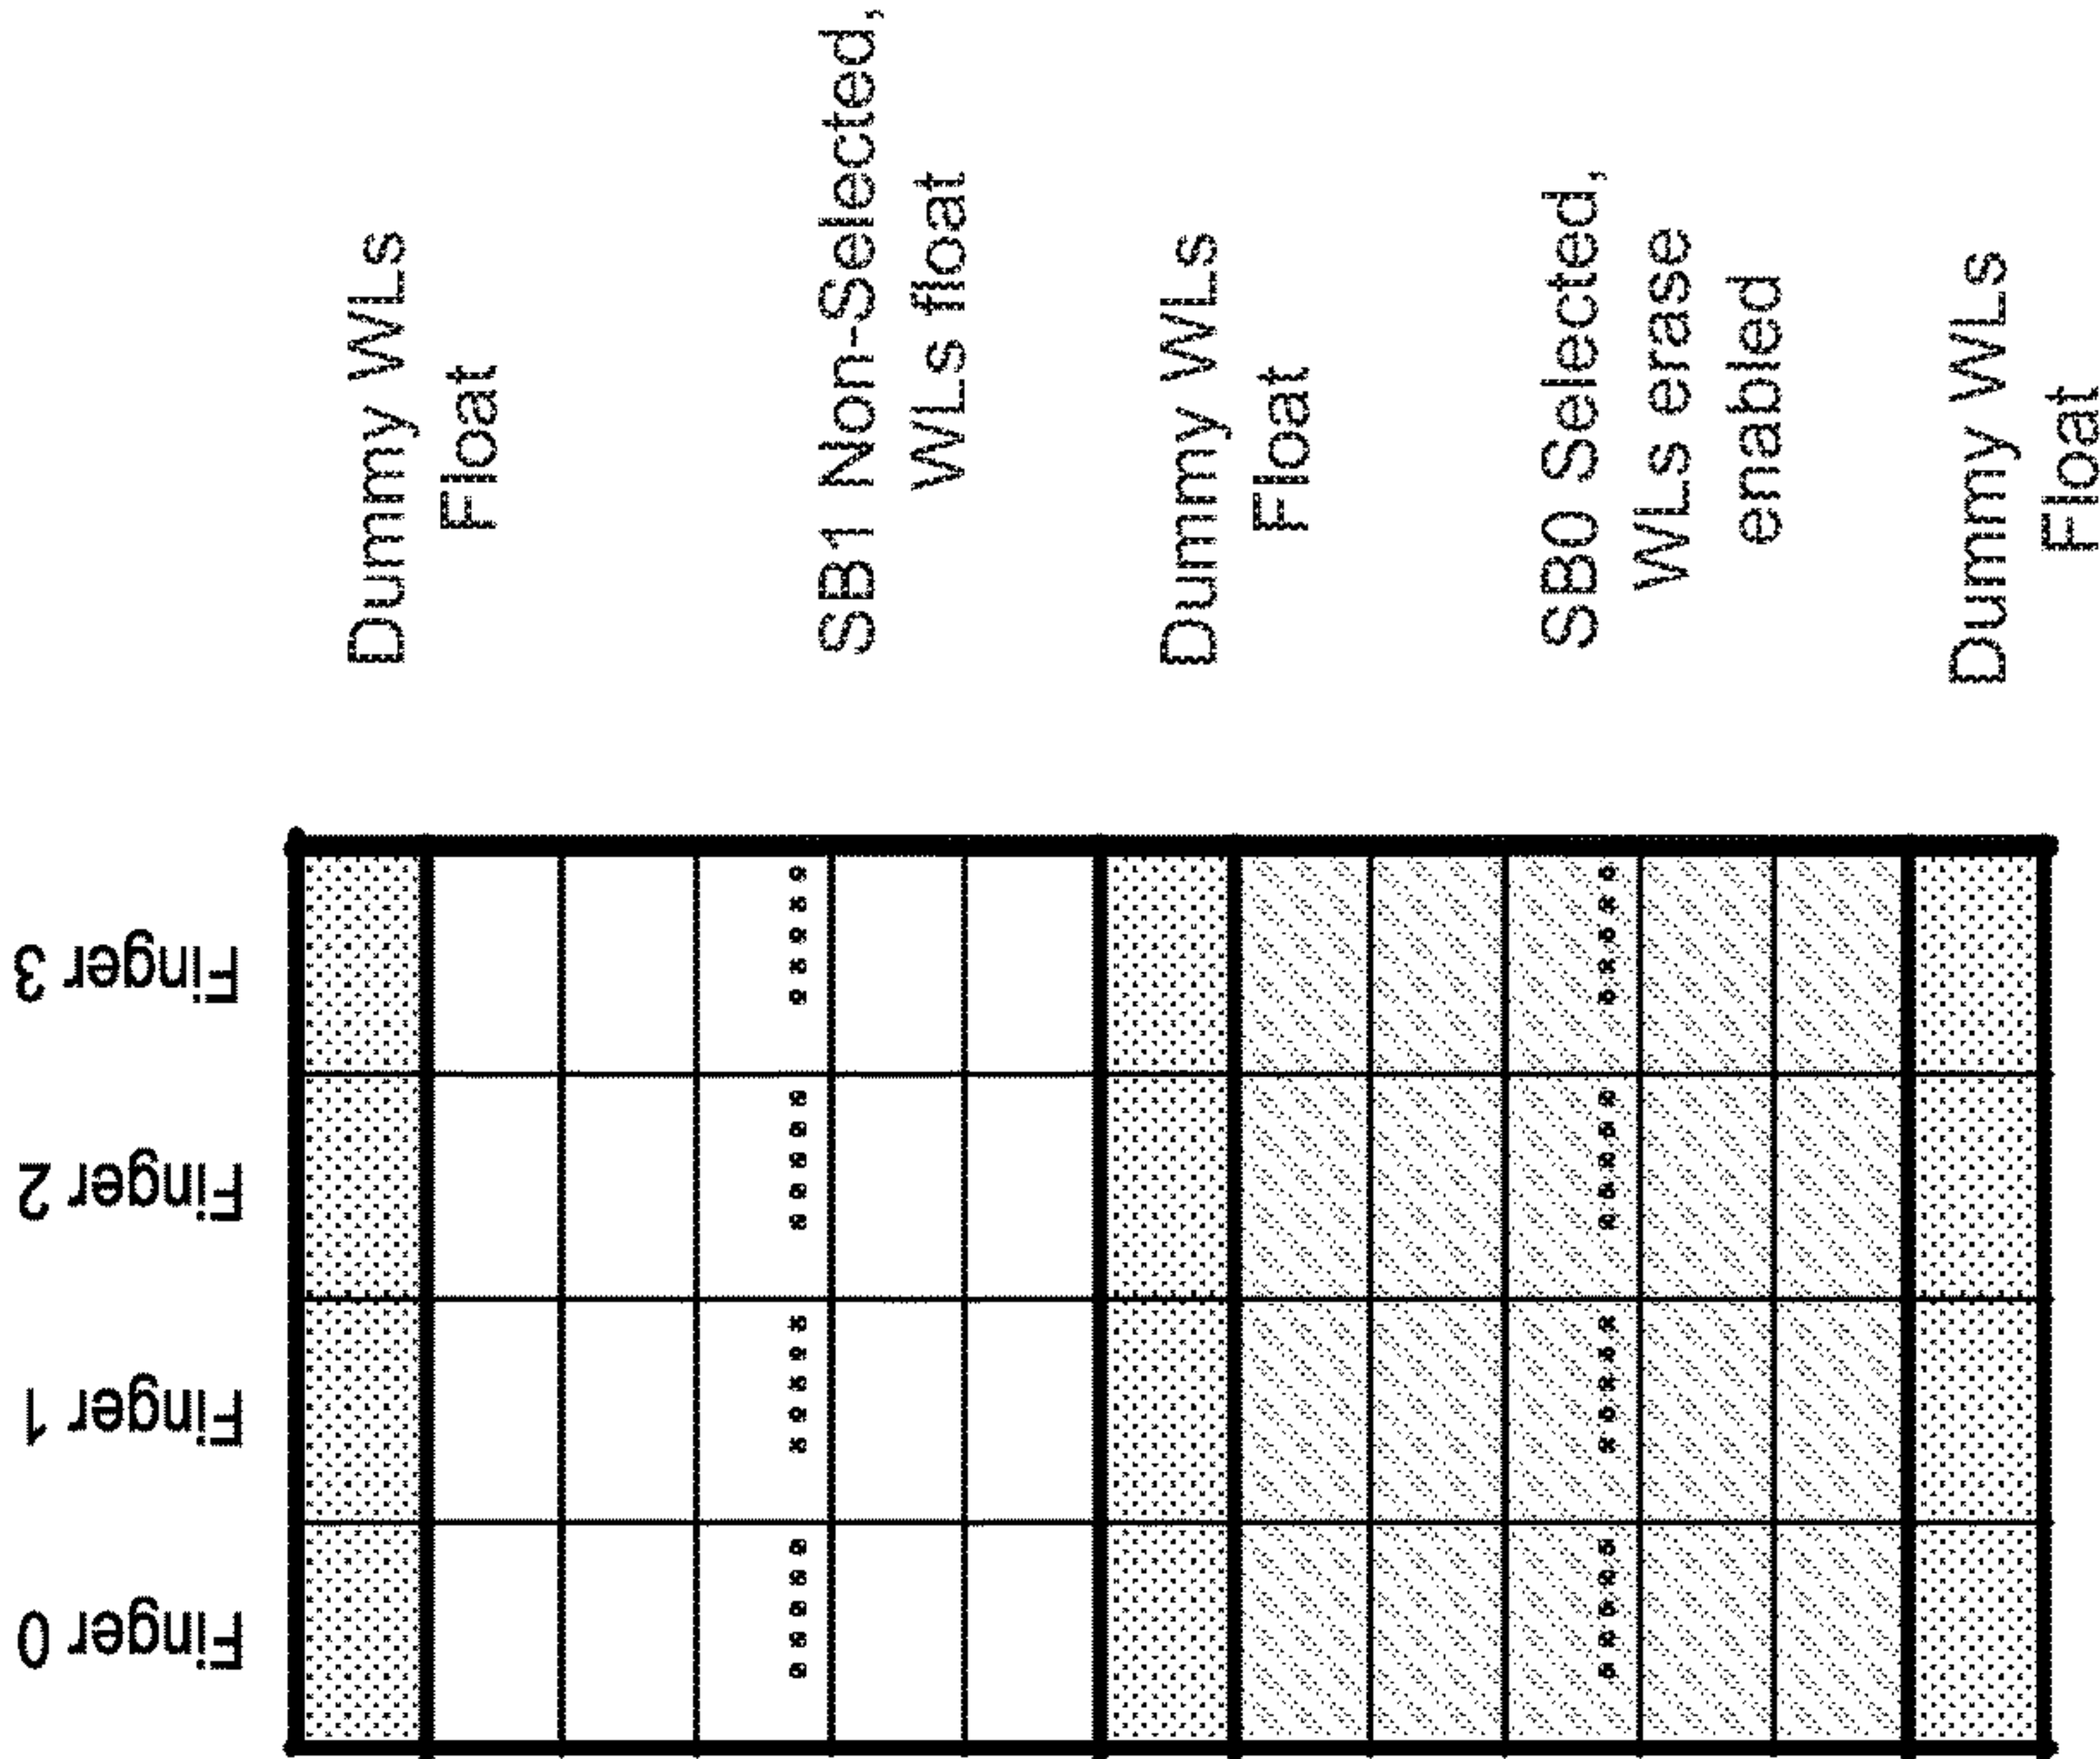 Finger 0
Finger 1
Finger 2
Finger 3
Dummy WLs
Float
SB1 Non-Selected,
WLs float
Dummy WLs
Float
SB0 Selected,
WLs erase
enabled
Dummy WLs
Float